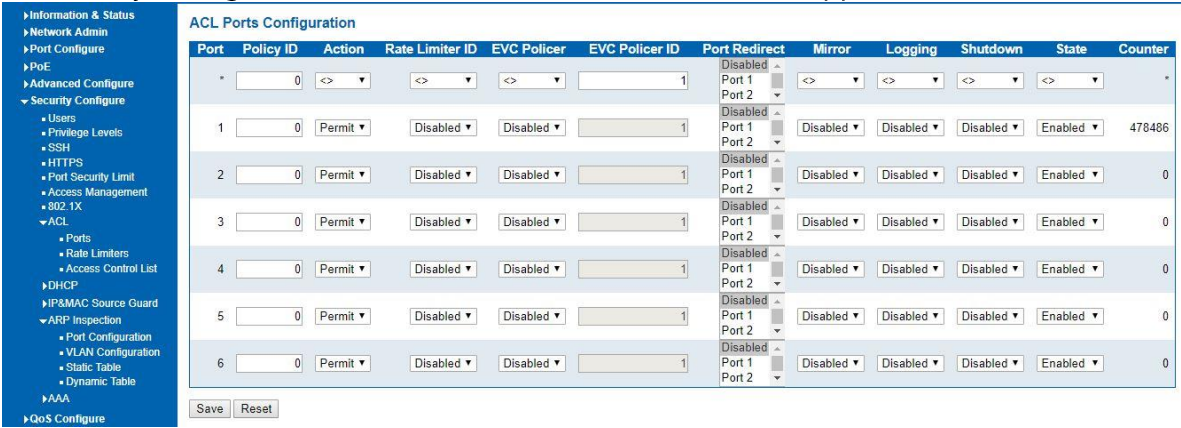 Information & Status
Network Admin
Port Configure
PoE
Advanced Configure
Security Configure
Users
Privilege Levels
SSH
HTTPS
Port Security Limit
Access Management
802.1X
ACL
Ports
Rate Limiters
Access Control List
DHCP
IP&MAC Source Guard
ARP Inspection
Port Configuration
VLAN Configuration
Static Table
Dynamic Table
AAA
QoS Configure
ACL Ports Configuration
Port Policy ID Action Rate Limiter ID EVC Policer EVC Policer ID Port Redirect Mirror Logging Shutdown State Counter
Disabled
* 0 <> <> <> 1 Port 1 <> <> <> <> *
Port 2
Disabled
1 0 Permit Disabled Disabled 1 Port 1 Disabled Disabled Disabled Enabled 478486
Port 2
Disabled
2 0 Permit Disabled Disabled 1 Port 1 Disabled Disabled Disabled Enabled 0
Port 2
Disabled
3 0 Permit Disabled Disabled 1 Port 1 Disabled Disabled Disabled Enabled 0
Port 2
Disabled
4 0 Permit Disabled Disabled 1 Port 1 Disabled Disabled Disabled Enabled 0
Port 2
Disabled
5 0 Permit Disabled Disabled 1 Port 1 Disabled Disabled Disabled Enabled 0
Port 2
Disabled
6 0 Permit Disabled Disabled 1 Port 1 Disabled Disabled Disabled Enabled 0
Port 2
Save Reset